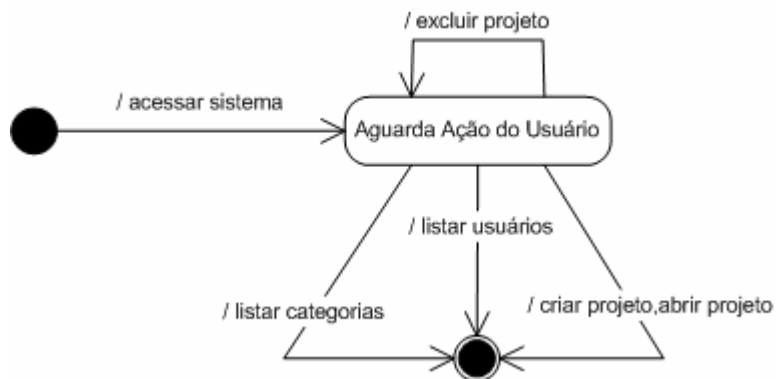 / excluir projeto
/ acessar sistema
Aguarda Ação do Usuário
/ listar usuários
/ listar categorias
/ criar projeto,abrir projeto